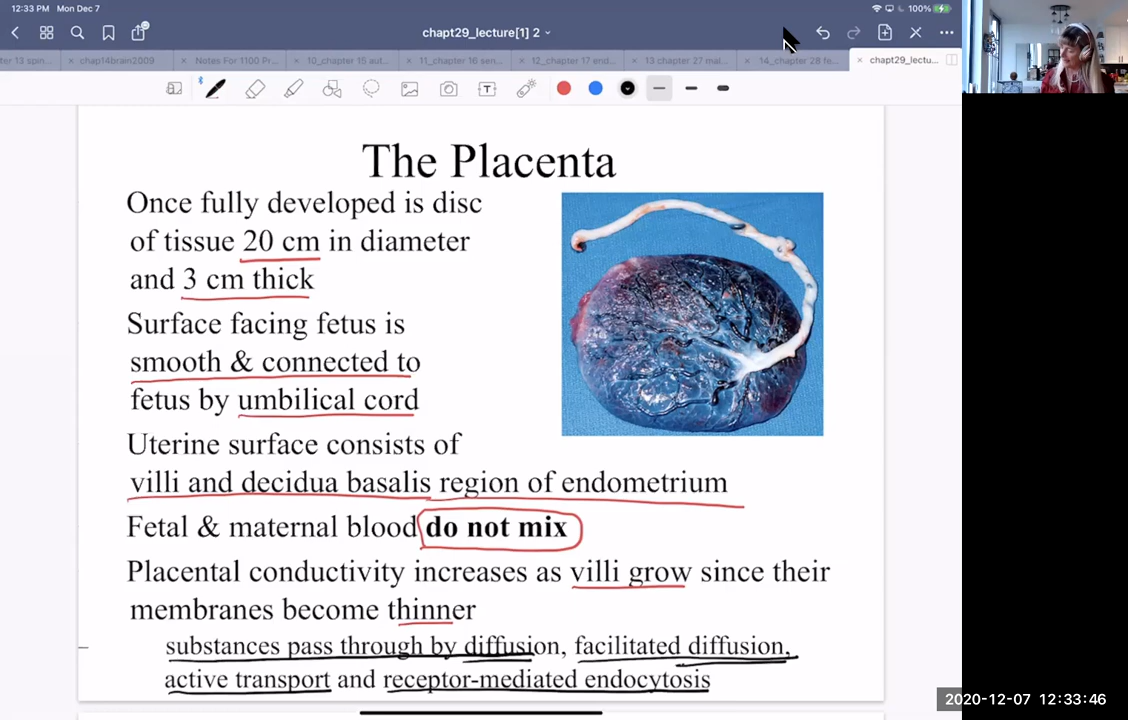 12:33 PM Mon Dec 7
100%
chapt29_lecture[1] 2
ter 13 spin...
chap14brain2009
Notes For 1100 Pr...
10_chapter 15 aut...
11_chapter 16 sen...
12_chapter 17 end...
13 chapter 27 mal...
14_chapter 28 fe...
chapt29_lectu...
T
The Placenta
Once fully developed is disc
of tissue 20 cm in diameter
and 3 cm thick
Surface facing fetus is
smooth & connected to
fetus by umbilical cord
Uterine surface consists of
villi and decidua basalis region of endometrium
Fetal & maternal blood do not mix
Placental conductivity increases as villi grow since their
membranes become thinner
substances pass through by diffusion, facilitated diffusion,
active transport and receptor-mediated endocytosis
2020-12-07 12:33:46